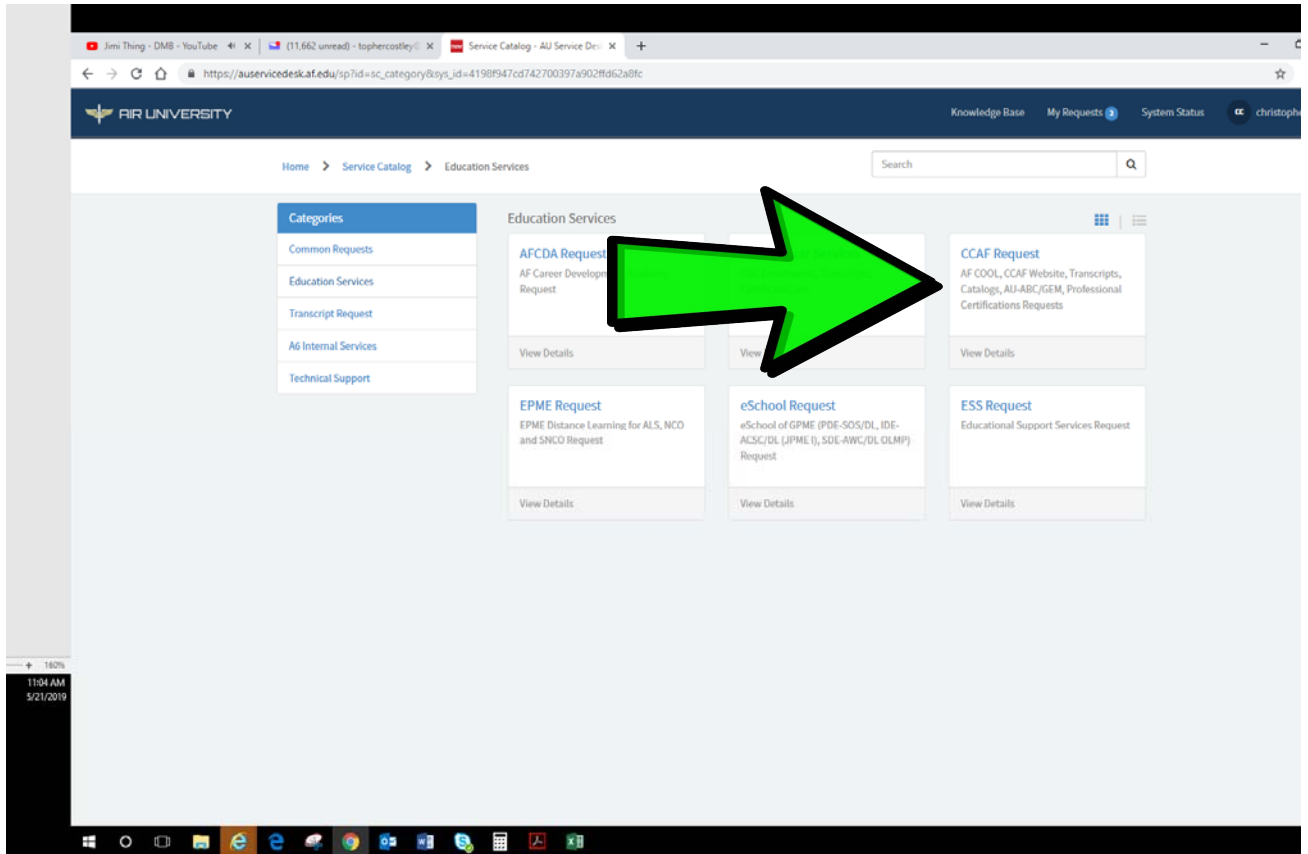 Jimi Thing - DMB - YouTube
(11,662 unread) - tophercostley
Service Catalog - AU Service Des
https://auservicedesk.af.edu/sp?id=sc_category&sys_id=4198f947cd742700397a902ffd62a8fc
AIR UNIVERSITY
Knowledge Base My Requests 3 System Status CC christophe
Home > Service Catalog > Education Services
Search
Categories
Common Requests
Education Services
Transcript Request
A6 Internal Services
Technical Support
Education Services
AFCDA Request
AF Career Developm
Request
View Details
View
CCAF Request
AF COOL, CCAF Website, Transcripts,
Catalogs, AU-ABC/GEM, Professional
Certifications Requests
View Details
EPME Request
EPME Distance Learning for ALS, NCO
and SNCO Request
View Details
eSchool Request
eSchool of GPME (PDE-SOS/DL, IDE-
ACSC/DL (JPME I), SDE-AWC/DL OLMP)
Request
View Details
ESS Request
Educational Support Services Request
View Details
160%
11:04 AM
5/21/2019